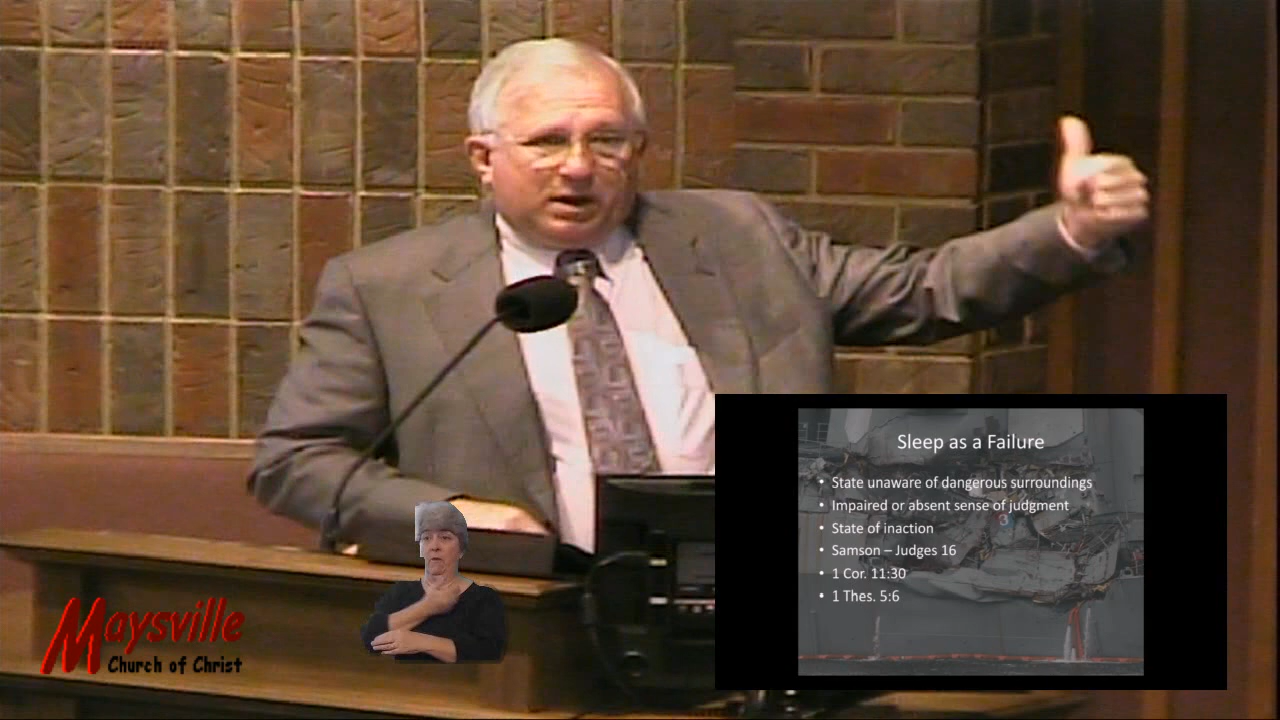 Sleep as a Failure
• State unaware of dangerous surroundings
• Impaired or absent sense of judgment
• State of inaction
• Samson – Judges 16
• 1 Cor. 11:30
• 1 Thes. 5:6
3
Maysville
Church of Christ